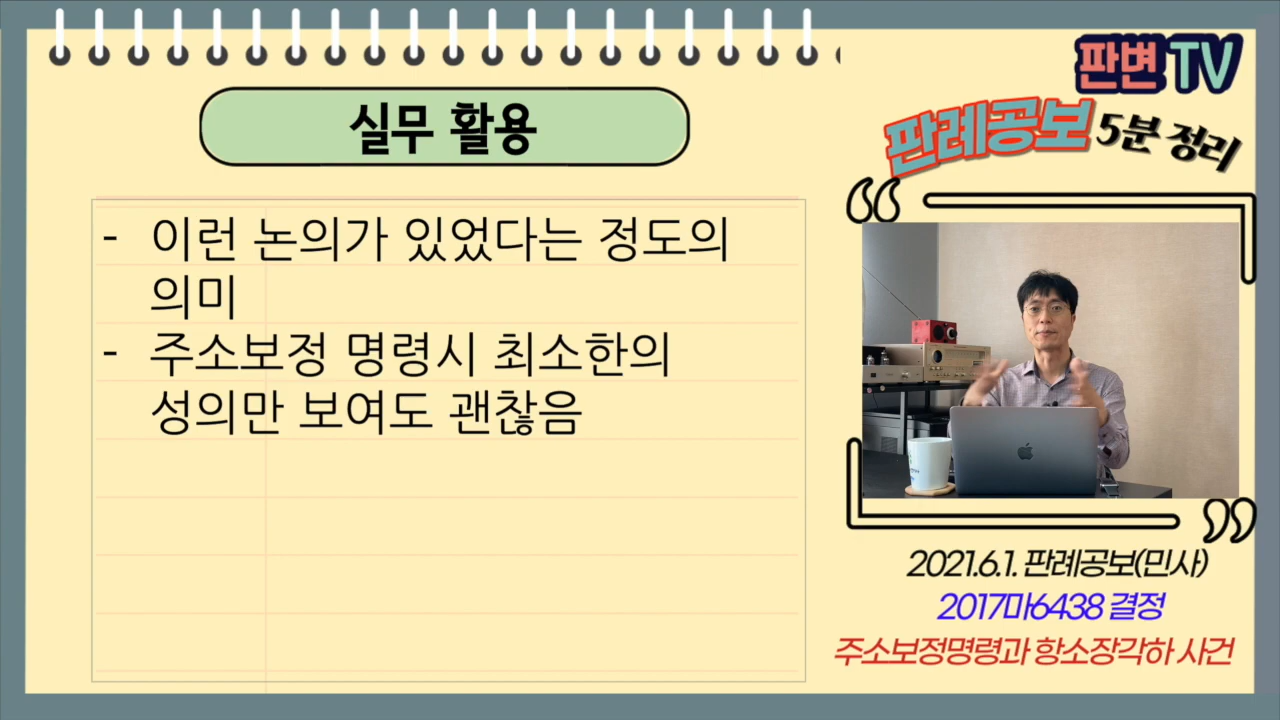 실무 활용
- 이런 논의가 있었다는 정도의
의미
- 주소보정 명령시 최소한의
성의만 보여도 괜찮음
판변 TV
판례공보 5분 정리
2021.6.1. 판례공보(민사)
2017마6438 결정
주소보정명령과 항소장각하 사건